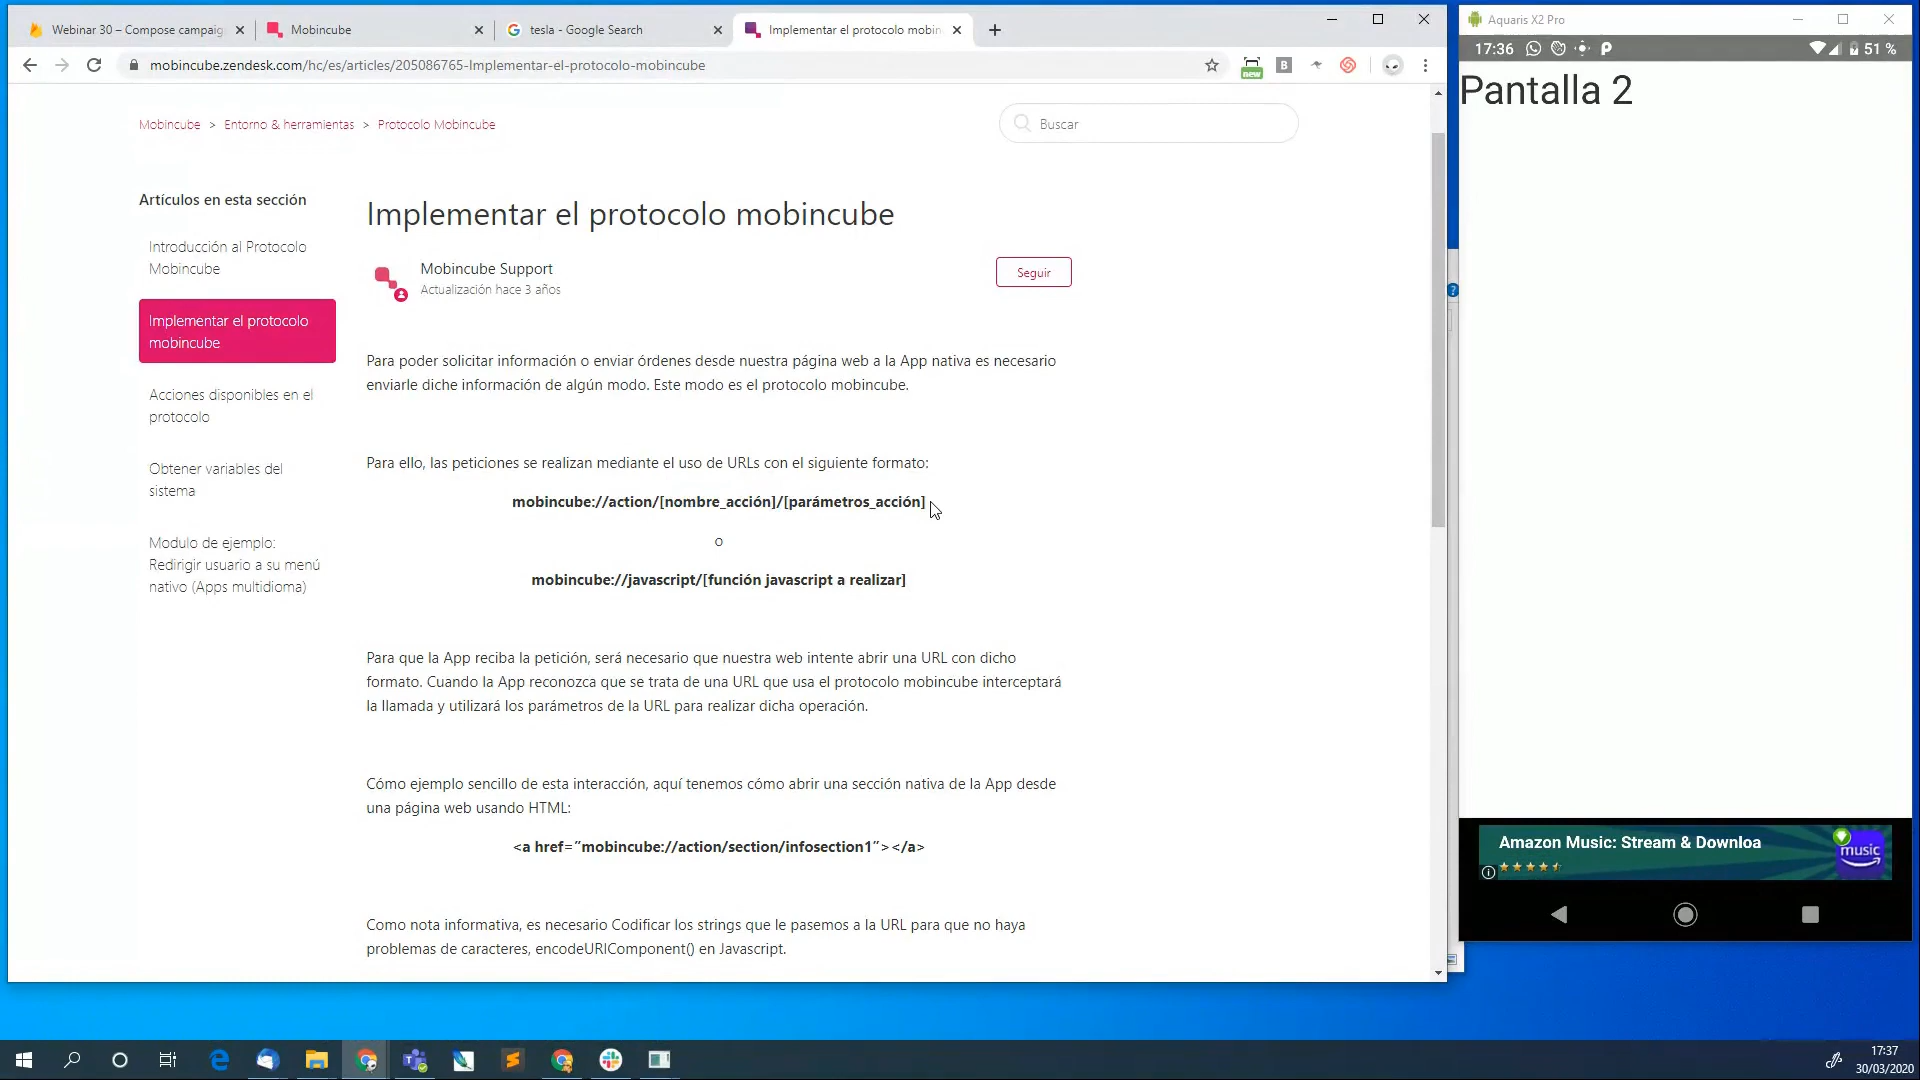 Webinar 30 – Compose campaig
Mobincube
tesla - Google Search
Implementar el protocolo mobin
mobincube.zendesk.com/hc/es/articles/205086765-Implementar-el-protocolo-mobincube
new
B
Mobincube > Entorno & herramientas > Protocolo Mobincube
Buscar
Artículos en esta sección
Introducción al Protocolo
Mobincube
Implementar el protocolo
mobincube
Acciones disponibles en el
protocolo
Obtener variables del
sistema
Modulo de ejemplo:
Redirigir usuario a su menú
nativo (Apps multidioma)
Implementar el protocolo mobincube
Mobincube Support
Actualización hace 3 años
Seguir
Para poder solicitar información o enviar órdenes desde nuestra página web a la App nativa es necesario
enviarle diche información de algún modo. Este modo es el protocolo mobincube.
Para ello, las peticiones se realizan mediante el uso de URLs con el siguiente formato:
mobincube://action/[nombre_acción]/[parámetros_acción]
o
mobincube://javascript/[función javascript a realizar]
Para que la App reciba la petición, será necesario que nuestra web intente abrir una URL con dicho
formato. Cuando la App reconozca que se trata de una URL que usa el protocolo mobincube interceptará
la llamada y utilizará los parámetros de la URL para realizar dicha operación.
Cómo ejemplo sencillo de esta interacción, aquí tenemos cómo abrir una sección nativa de la App desde
una página web usando HTML:
<a href="mobincube://action/section/infosection1"></a>
Como nota informativa, es necesario Codificar los strings que le pasemos a la URL para que no haya
problemas de caracteres, encodeURIComponent() en Javascript.
Aquaris X2 Pro
17:36
51 %
Pantalla 2
Amazon Music: Stream & Downloa
music
17:37
30/03/2020